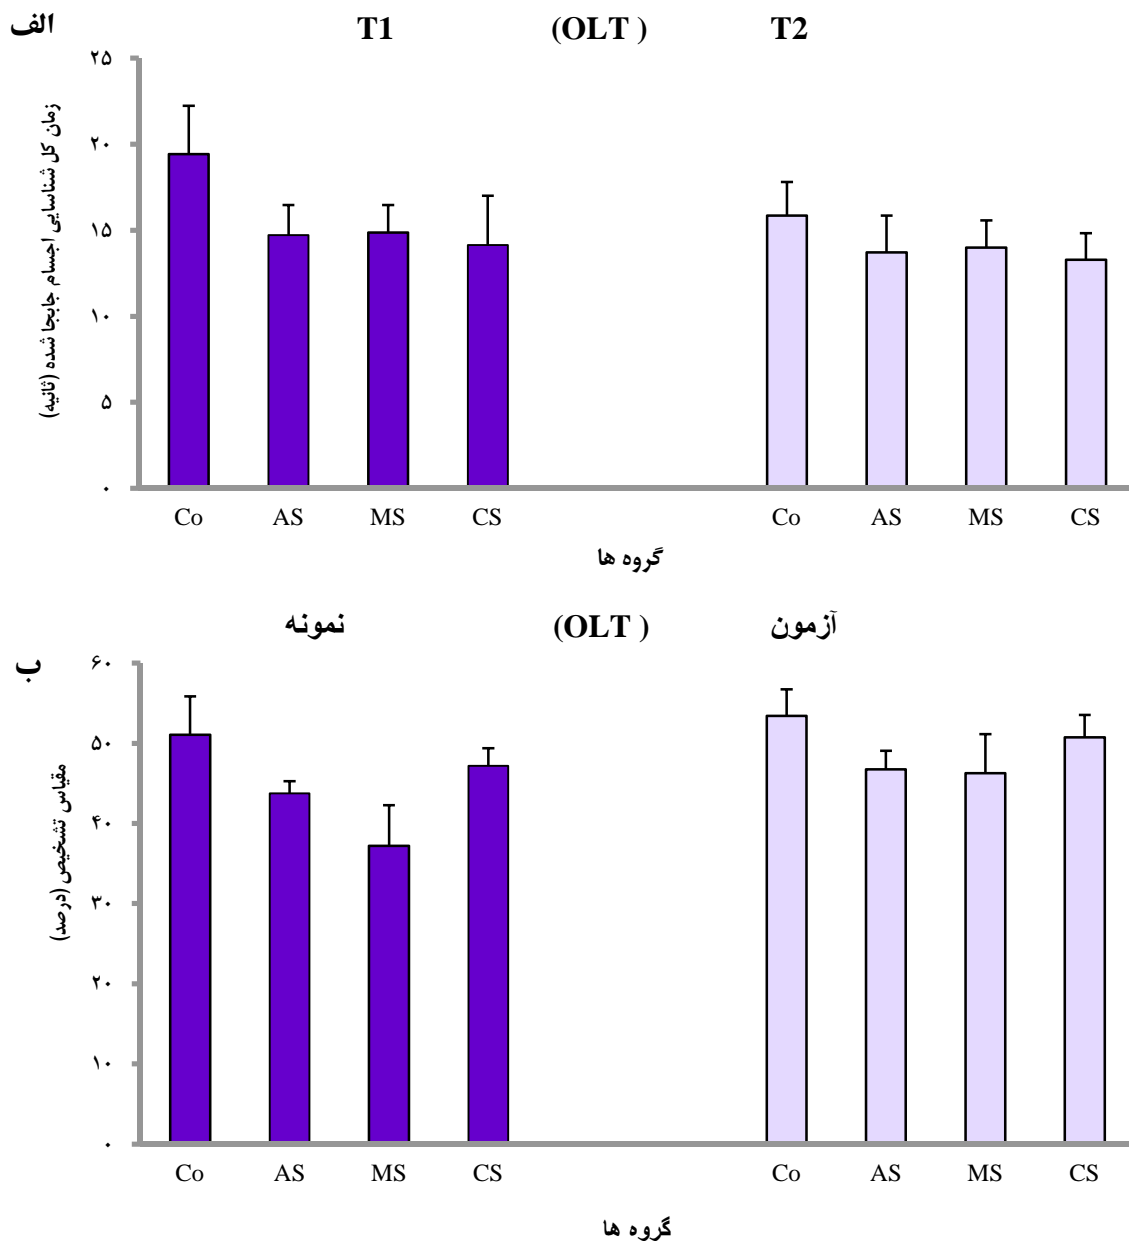 الف
T1 (OLT ) T2
زمان کل شناسایی اجسام جابجا شده (ثانیه)
۲۵
۲۰
۱۵
۱۰
۵
۰
Co AS MS CS Co AS MS CS
گروه ها
نمونه (OLT ) آزمون
ب
مقیاس تشخیص (درصد)
۶۰
۵۰
۴۰
۳۰
۲۰
۱۰
۰
Co AS MS CS Co AS MS CS
گروه ها